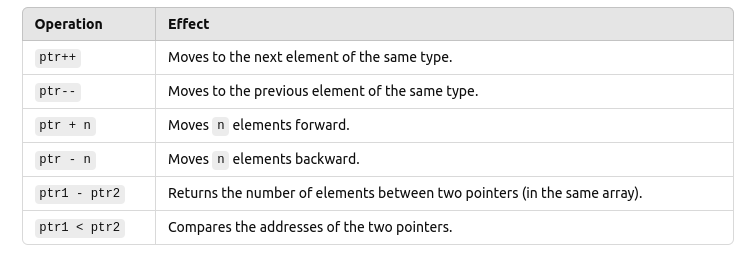 Operation Effect
ptr++ Moves to the next element of the same type.
ptr-- Moves to the previous element of the same type.
ptr + n Moves n elements forward.
ptr - n Moves n elements backward.
ptr1 - ptr2 Returns the number of elements between two pointers (in the same array).
ptr1 < ptr2 Compares the addresses of the two pointers.